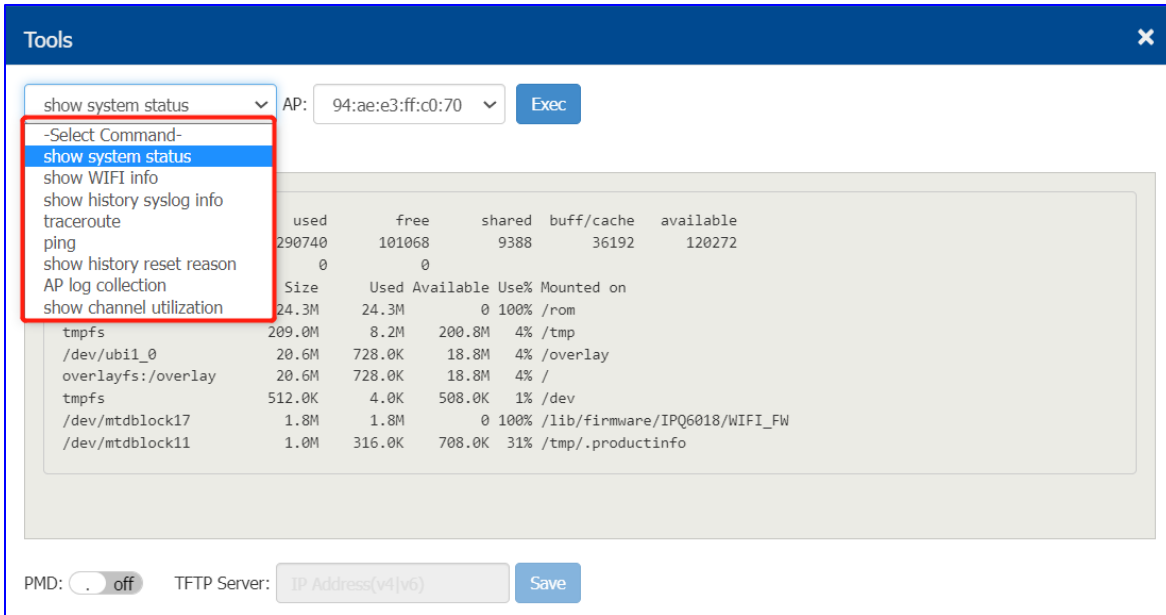 Tools
show system status AP: 94:ae:e3:ff:c0:70 Exec
-Select Command-
show system status
show WIFI info
show history syslog info
traceroute
ping
show history reset reason
AP log collection
show channel utilization
used free shared buff/cache available
290740 101068 9388 36192 120272
0 0
Size Used Available Use% Mounted on
24.3M 24.3M 0 100% /rom
tmpfs 209.0M 8.2M 200.8M 4% /tmp
/dev/ubi1_0 20.6M 728.0K 18.8M 4% /overlay
overlayfs:/overlay 20.6M 728.0K 18.8M 4% /
tmpfs 512.0K 4.0K 508.0K 1% /dev
/dev/mtdblock17 1.8M 1.8M 0 100% /lib/firmware/IPQ6018/WIFI_FW
/dev/mtdblock11 1.0M 316.0K 708.0K 31% /tmp/.productinfo
PMD: . off TFTP Server: IP Address(v4|v6) Save